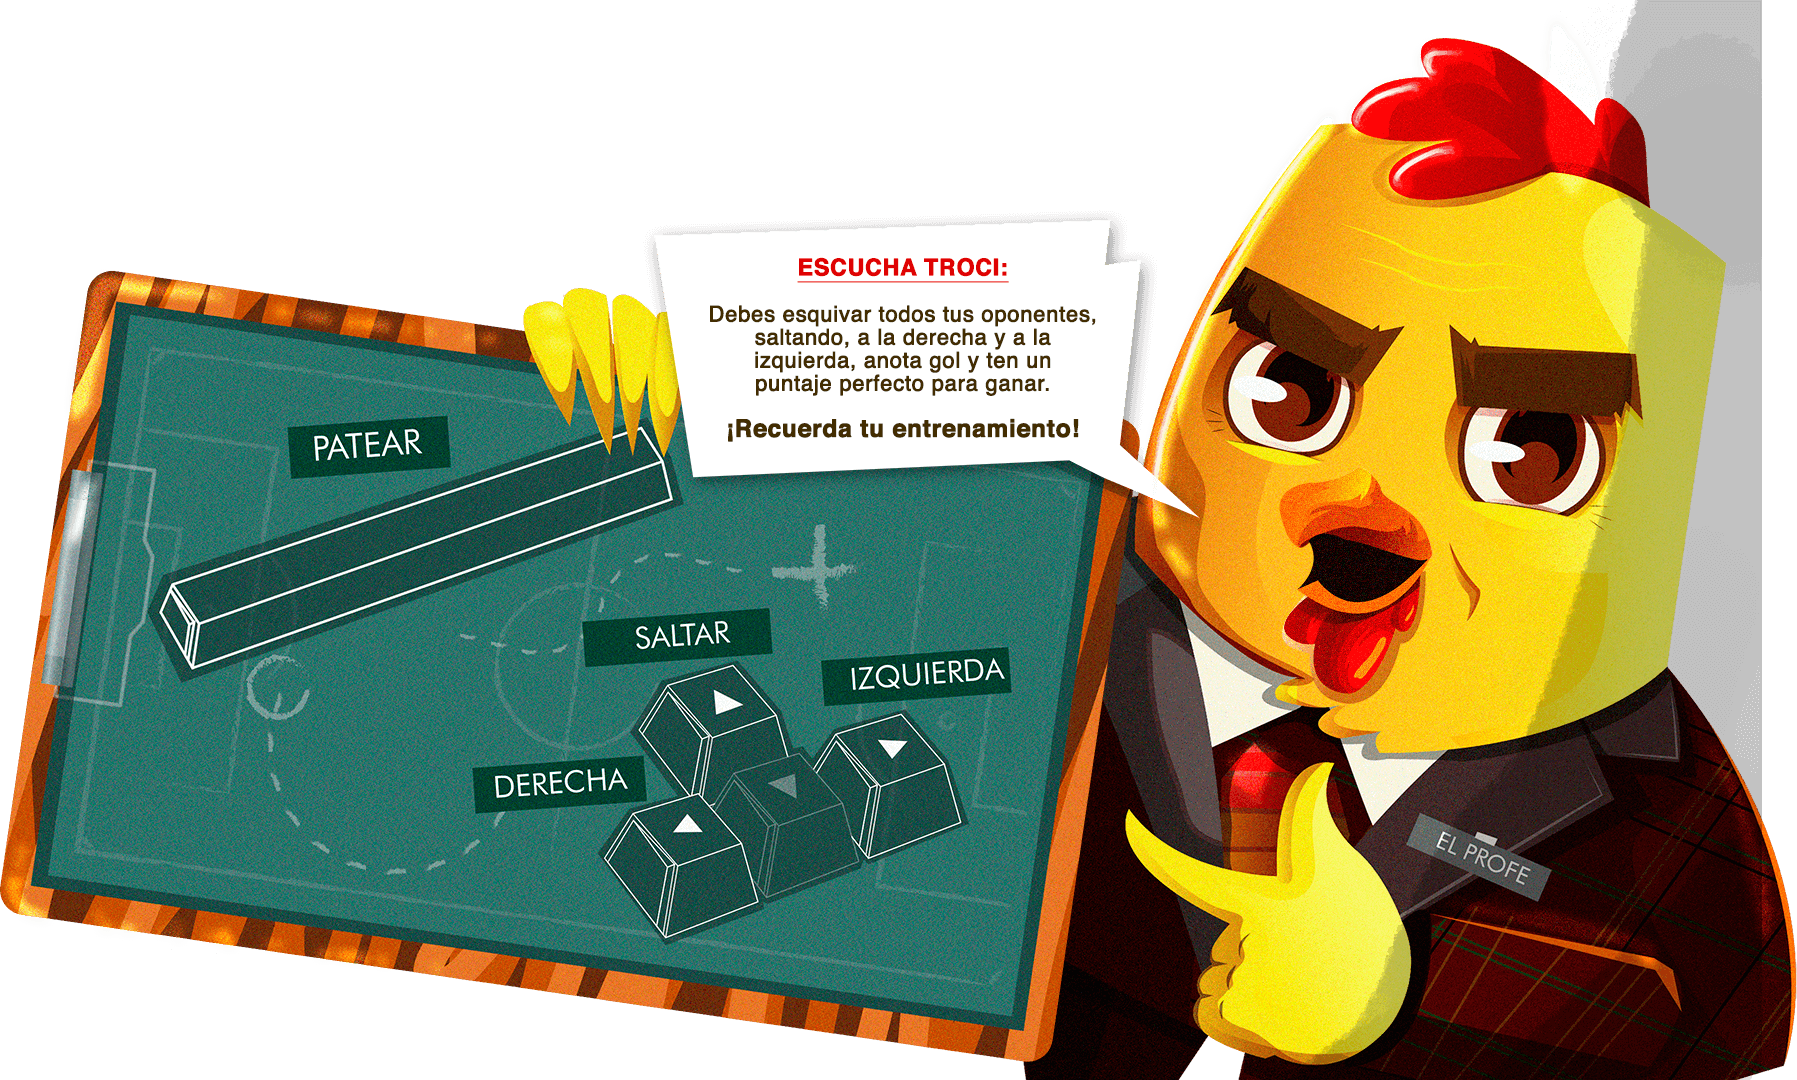 ESCUCHA TROCI:
Debes esquivar todos tus oponentes,
saltando, a la derecha y a la
izquierda, anota gol y ten un
puntaje perfecto para ganar.
¡Recuerda tu entrenamiento!
PATEAR
SALTAR
IZQUIERDA
DERECHA
EL PROFE